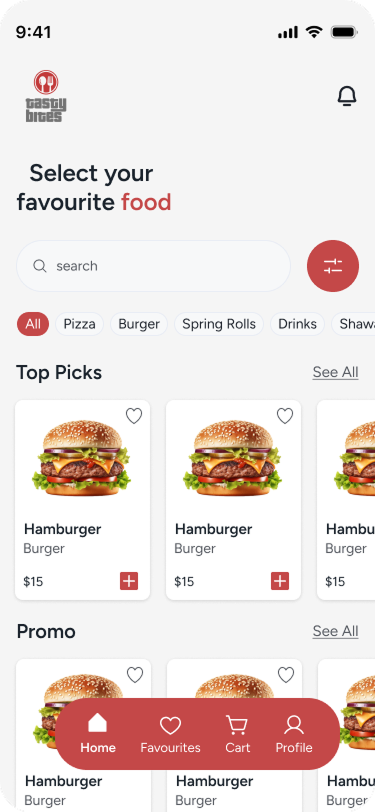 9:41
tasty
bites
Select your
favourite food
search
All Pizza Burger Spring Rolls Drinks Shawa
Top Picks See All
Hamburger Hamburger Hambu
Burger Burger Burger
$15 $15 $15
Promo See All
Home Favourites Cart Profile
Hamburger Hamburger Hambu
Burger Burger Burger